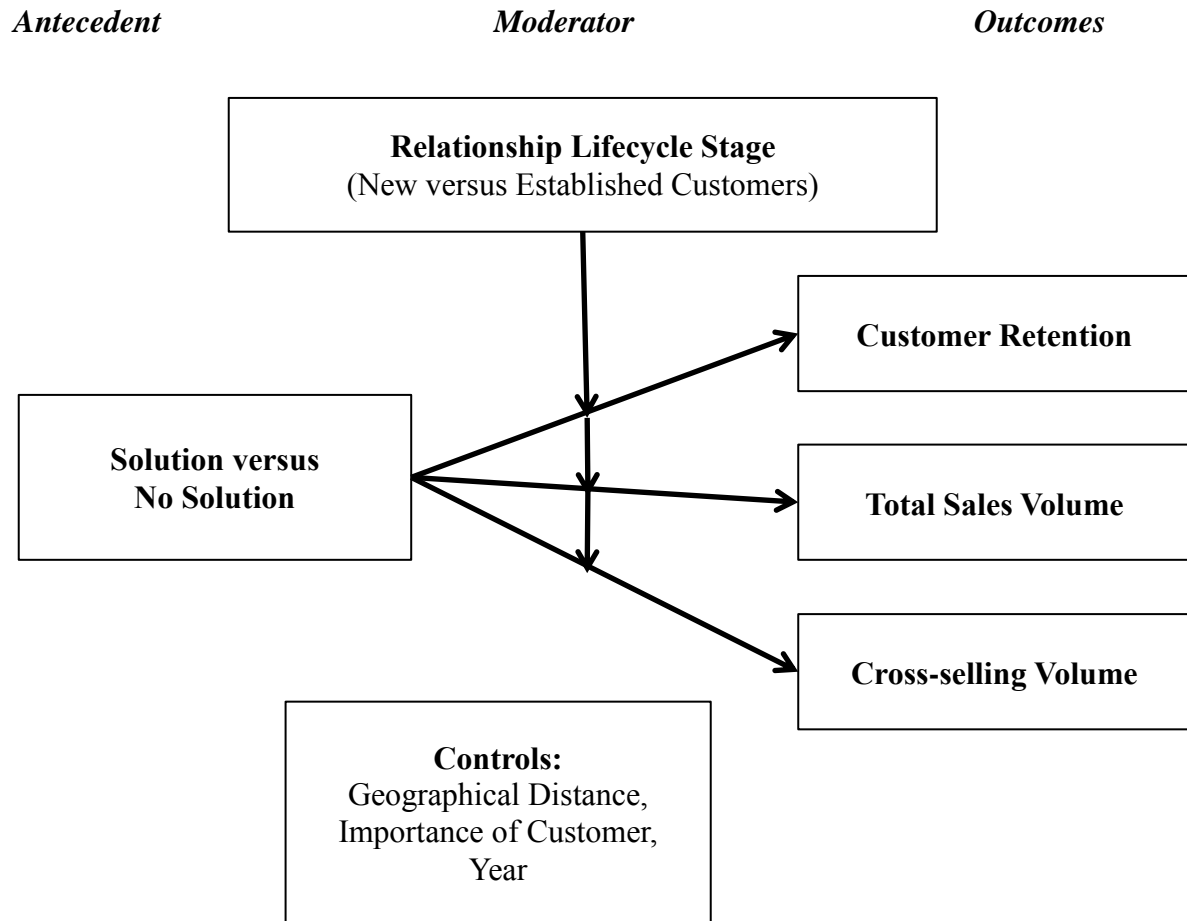 Antecedent
Moderator
Outcomes
Relationship Lifecycle Stage
(New versus Established Customers)
Customer Retention
Solution versus
No Solution
Total Sales Volume
Cross-selling Volume
Controls:
Geographical Distance,
Importance of Customer,
Year